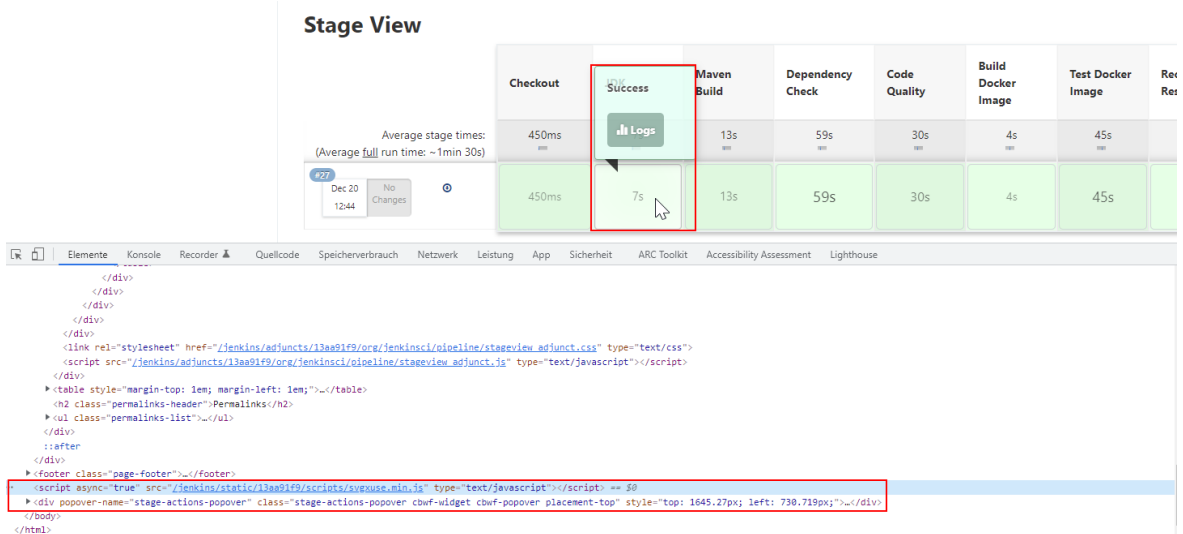 Stage View
Checkout
JDK
Success
Logs
Maven
Build
Dependency
Check
Code
Quality
Build
Docker
Image
Test Docker
Image
Average stage times:
(Average full run time: ~1min 30s)
450ms
13s
59s
30s
4s
45s
#27
Dec 20
12:44
No
Changes
450ms
7s
13s
59s
30s
4s
45s
Elemente Konsole Recorder Quellcode Speicherverbrauch Netzwerk Leistung App Sicherheit ARC Toolkit Accessibility Assessment Lighthouse
</div>
</div>
</div>
</div>
</div>
<link rel="stylesheet" href="/jenkins/adjuncts/13aa91f9/org/jenkinsci/pipeline/stageview_adjunct.css" type="text/css">
<script src="/jenkins/adjuncts/13aa91f9/org/jenkinsci/pipeline/stageview_adjunct.js" type="text/javascript"></script>
</div>
<table style="margin-top: 1em; margin-left: 1em;">…</table>
<h2 class="permalinks-header">Permalinks</h2>
<ul class="permalinks-list">…</ul>
</div>
::after
</div>
<footer class="page-footer">…</footer>
<script async="true" src="/jenkins/static/13aa91f9/scripts/svgxuse.min.js" type="text/javascript"></script> == $0
<div popover-name="stage-actions-popover" class="stage-actions-popover cbwf-widget cbwf-popover placement-top" style="top: 1645.27px; left: 730.719px;">…</div>
</body>
</html>